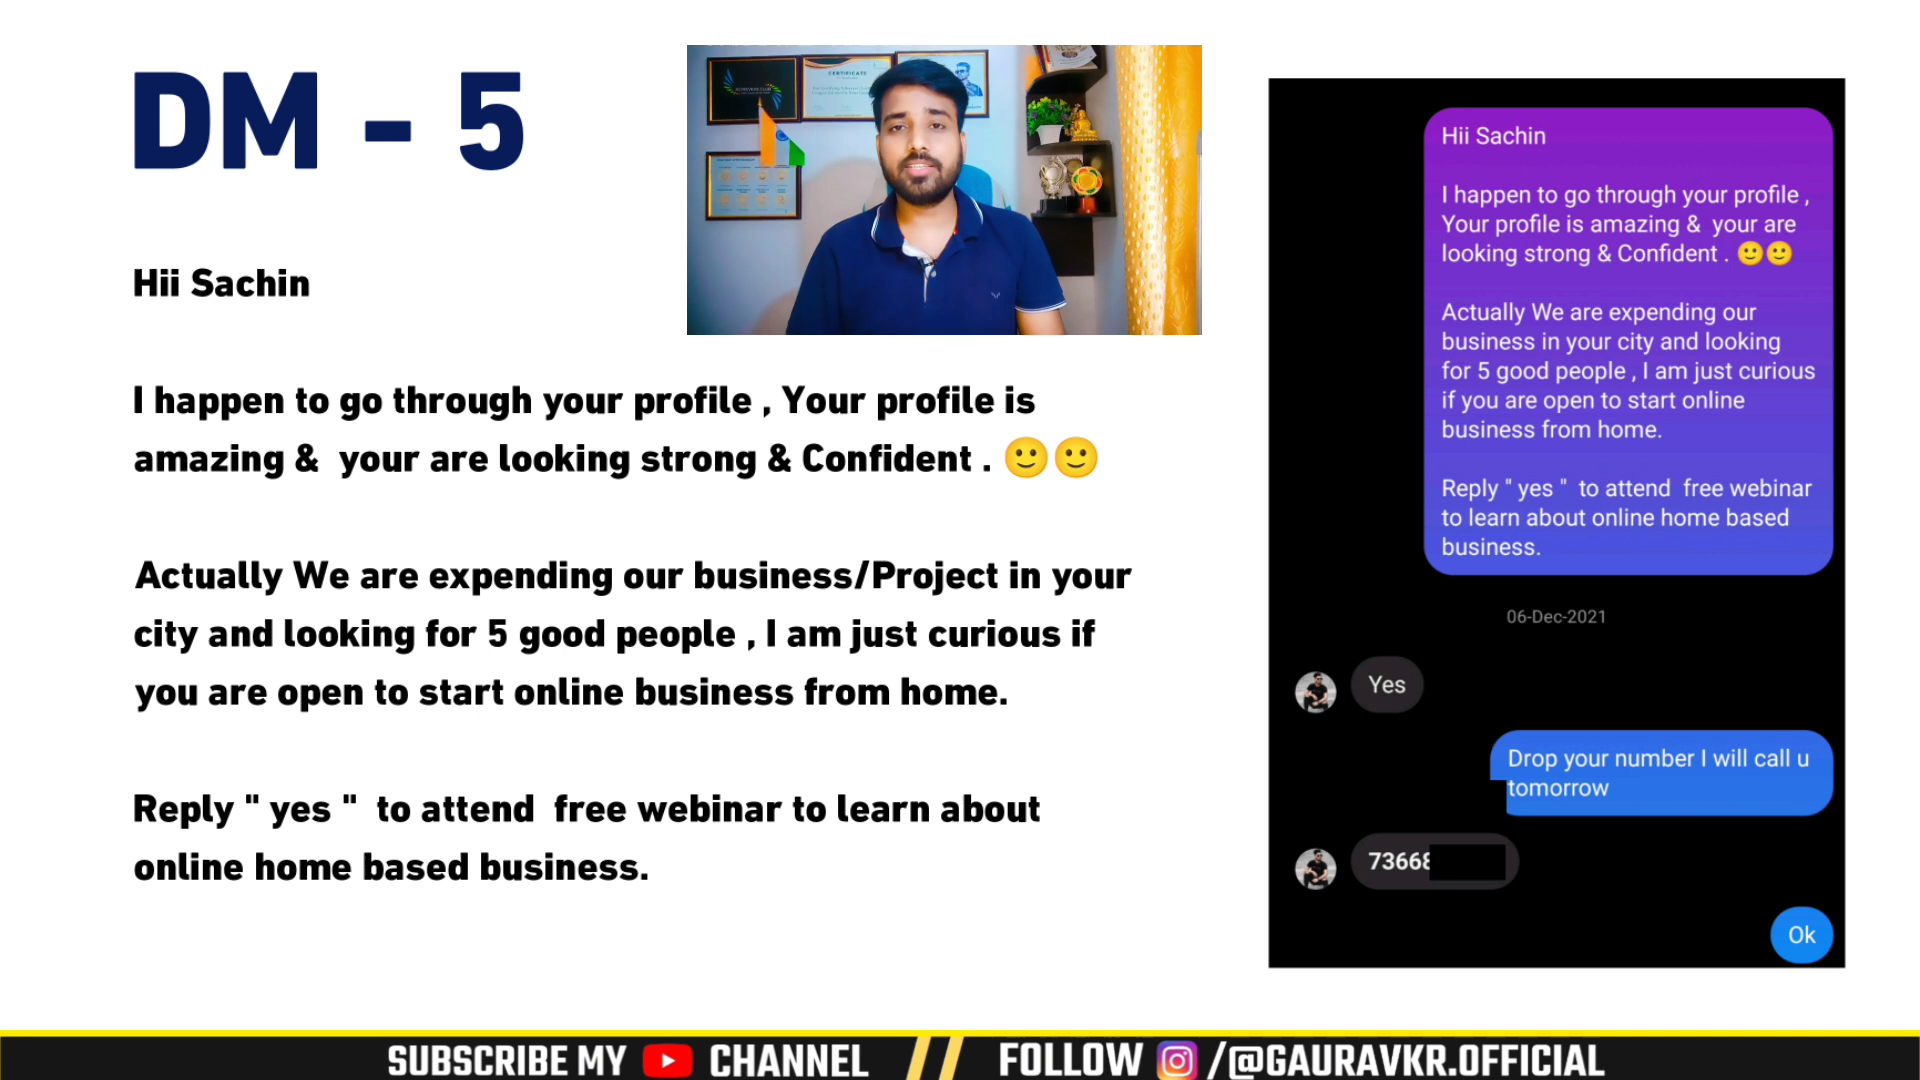 DM - 5
Hii Sachin
I happen to go through your profile , Your profile is
amazing & your are looking strong & Confident . 🙂🙂
Actually We are expending our business/Project in your
city and looking for 5 good people , I am just curious if
you are open to start online business from home.
Reply " yes " to attend free webinar to learn about
online home based business.
CERTIFICATE
Hii Sachin
I happen to go through your profile ,
Your profile is amazing & your are
looking strong & Confident . 🙂🙂
Actually We are expending our
business in your city and looking
for 5 good people , I am just curious
if you are open to start online
business from home.
Reply " yes " to attend free webinar
to learn about online home based
business.
06-Dec-2021
Yes
Drop your number I will call u
tomorrow
73668
Ok
SUBSCRIBE MY CHANNEL // FOLLOW /@GAURAVKR.OFFICIAL